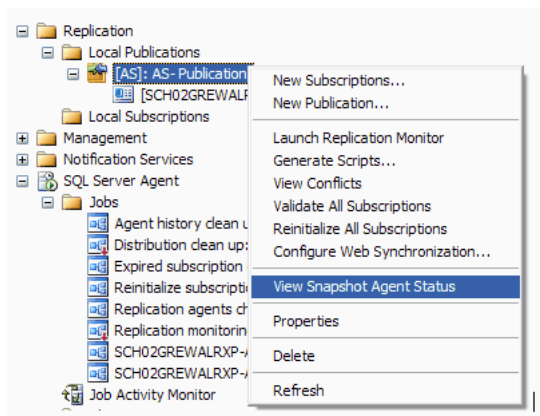 Replication
Local Publications
[AS]: AS- Publication
[SCH02GREWALR
Local Subscriptions
Management
Notification Services
SQL Server Agent
Jobs
Agent history clean u
Distribution clean up:
Expired subscription
Reinitialize subscripti
Replication agents ch
Replication monitorin
SCH02GREWALRXP-A
SCH02GREWALRXP-A
Job Activity Monitor
New Subscriptions...
New Publication...
Launch Replication Monitor
Generate Scripts...
View Conflicts
Validate All Subscriptions
Reinitialize All Subscriptions
Configure Web Synchronization...
View Snapshot Agent Status
Properties
Delete
Refresh